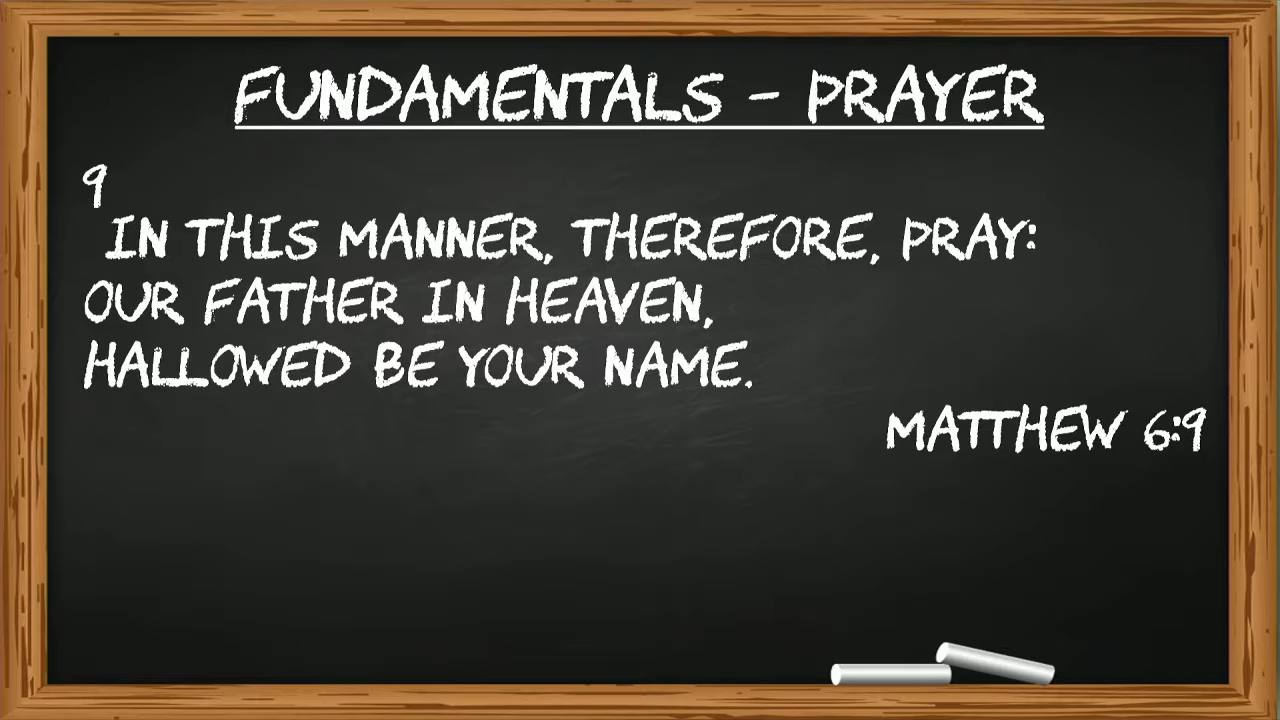 FUNDAMENTALS - PRAYER
9
IN THIS MANNER, THEREFORE, PRAY:
OUR FATHER IN HEAVEN,
HALLOWED BE YOUR NAME.
MATTHEW 6:9